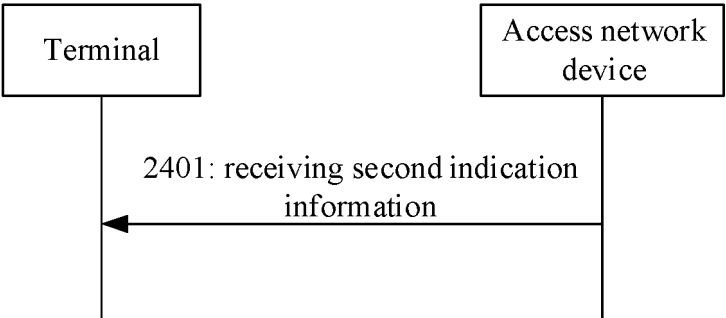 Terminal
Access network
device
2401: receiving second indication
information